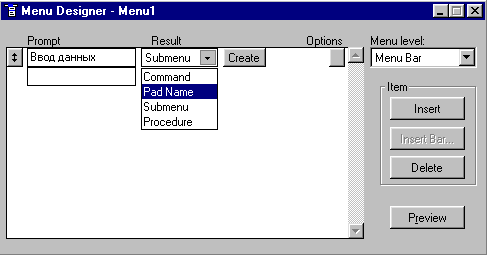 Menu Designer - Menu1
Prompt Result Options Menu level:
Ввод данных Submenu Create Menu Bar
Command
Pad Name
Submenu
Procedure
Item
Insert
Insert Bar...
Delete
Preview